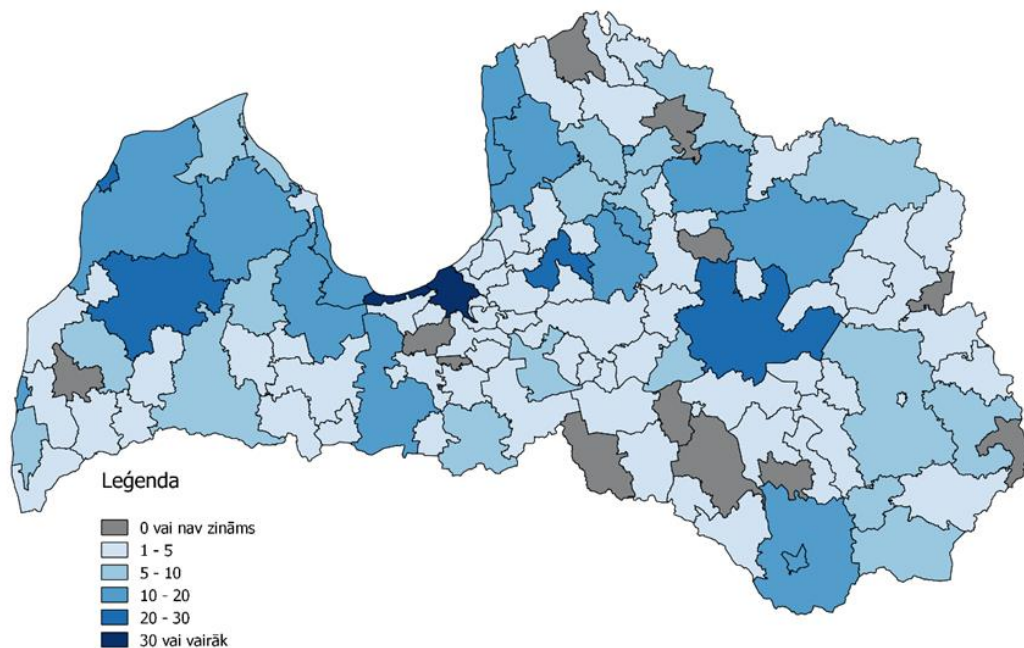 Leģenda
0 vai nav zināms
1 - 5
5 - 10
10 - 20
20 - 30
30 vai vairāk